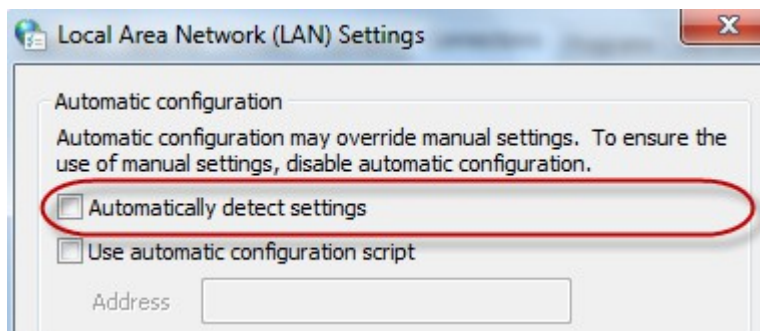 Local Area Network (LAN) Settings
Automatic configuration
Automatic configuration may override manual settings. To ensure the
use of manual settings, disable automatic configuration.
Automatically detect settings
Use automatic configuration script
Address